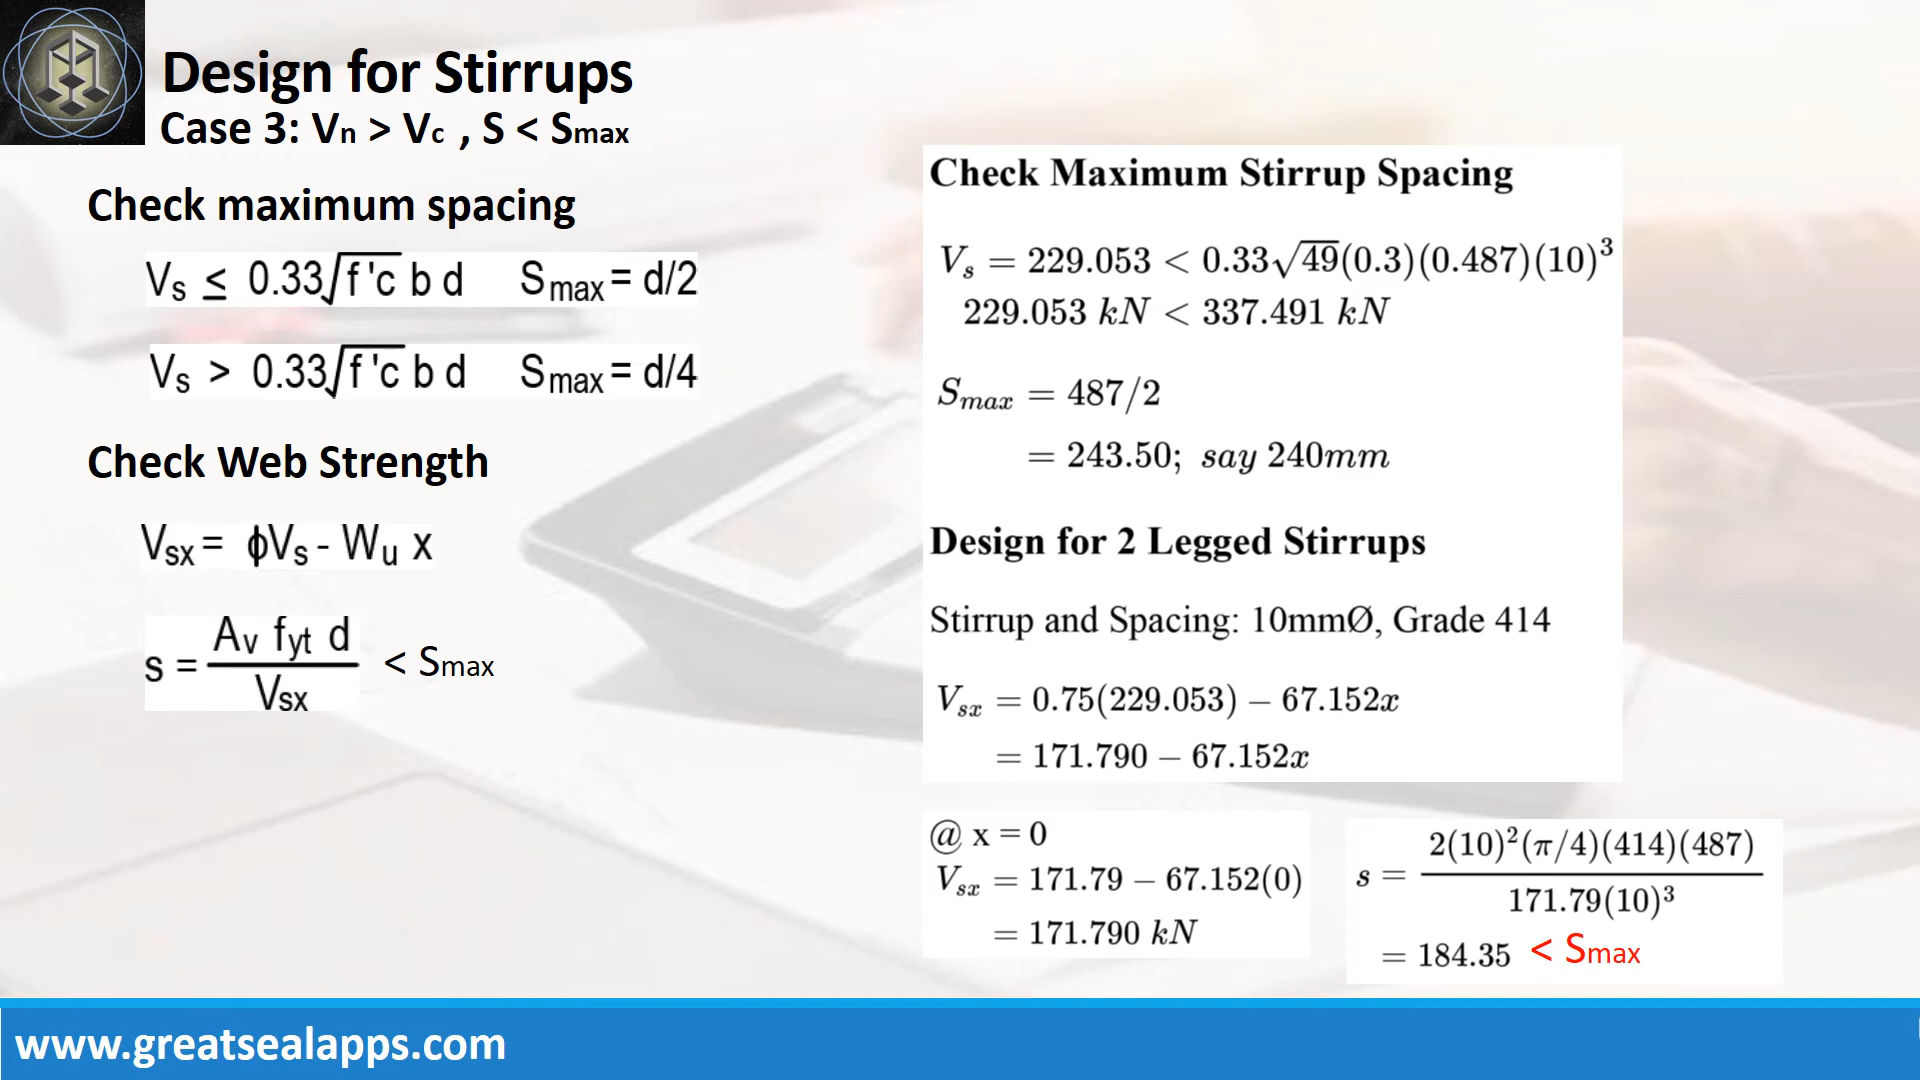 Design for Stirrups
Case 3: Vn > Vc , S < Smax
Check maximum spacing
Vs ≤ 0.33√f'c b d Smax = d/2
Vs > 0.33√f'c b d Smax = d/4
Check Web Strength
Vsx = ϕVs - Wu x
s = Av fyt d / Vsx < Smax
Check Maximum Stirrup Spacing
Vs = 229.053 < 0.33√49(0.3)(0.487)(10)³
229.053 kN < 337.491 kN
Smax = 487/2
= 243.50; say 240mm
Design for 2 Legged Stirrups
Stirrup and Spacing: 10mmØ, Grade 414
Vsx = 0.75(229.053) − 67.152x
= 171.790 − 67.152x
@ x = 0
Vsx = 171.79 − 67.152(0)
= 171.790 kN
s = 2(10)²(π/4)(414)(487) / 171.79(10)³
= 184.35 < Smax
www.greatsealapps.com